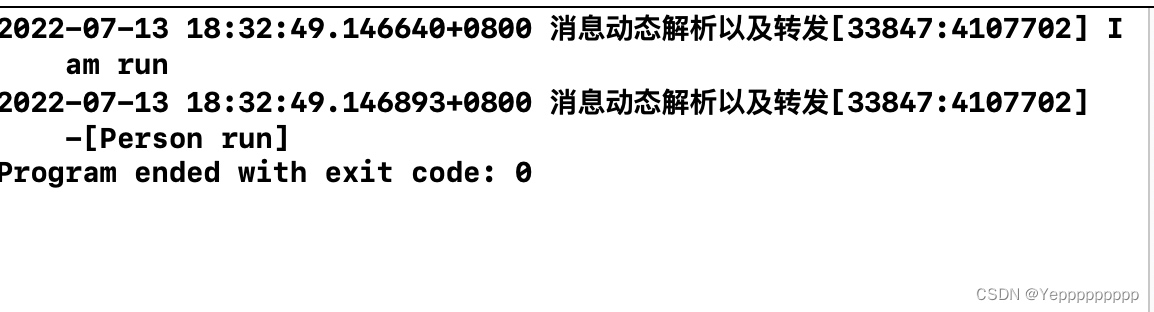 2022-07-13 18:32:49.146640+0800 消息动态解析以及转发[33847:4107702] I
am run
2022-07-13 18:32:49.146893+0800 消息动态解析以及转发[33847:4107702]
-[Person run]
Program ended with exit code: 0
CSDN @Yepppppppp